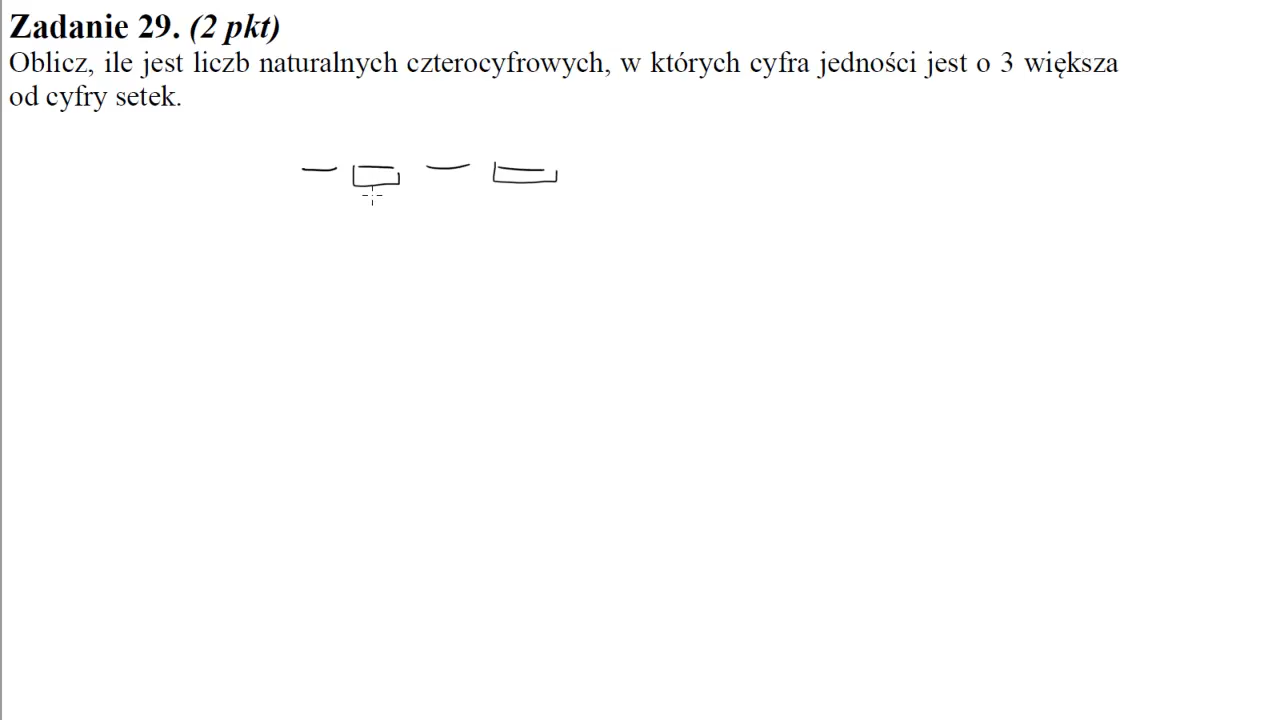 Zadanie 29. (2 pkt)
Oblicz, ile jest liczb naturalnych czterocyfrowych, w których cyfra jedności jest o 3 większa
od cyfry setek.